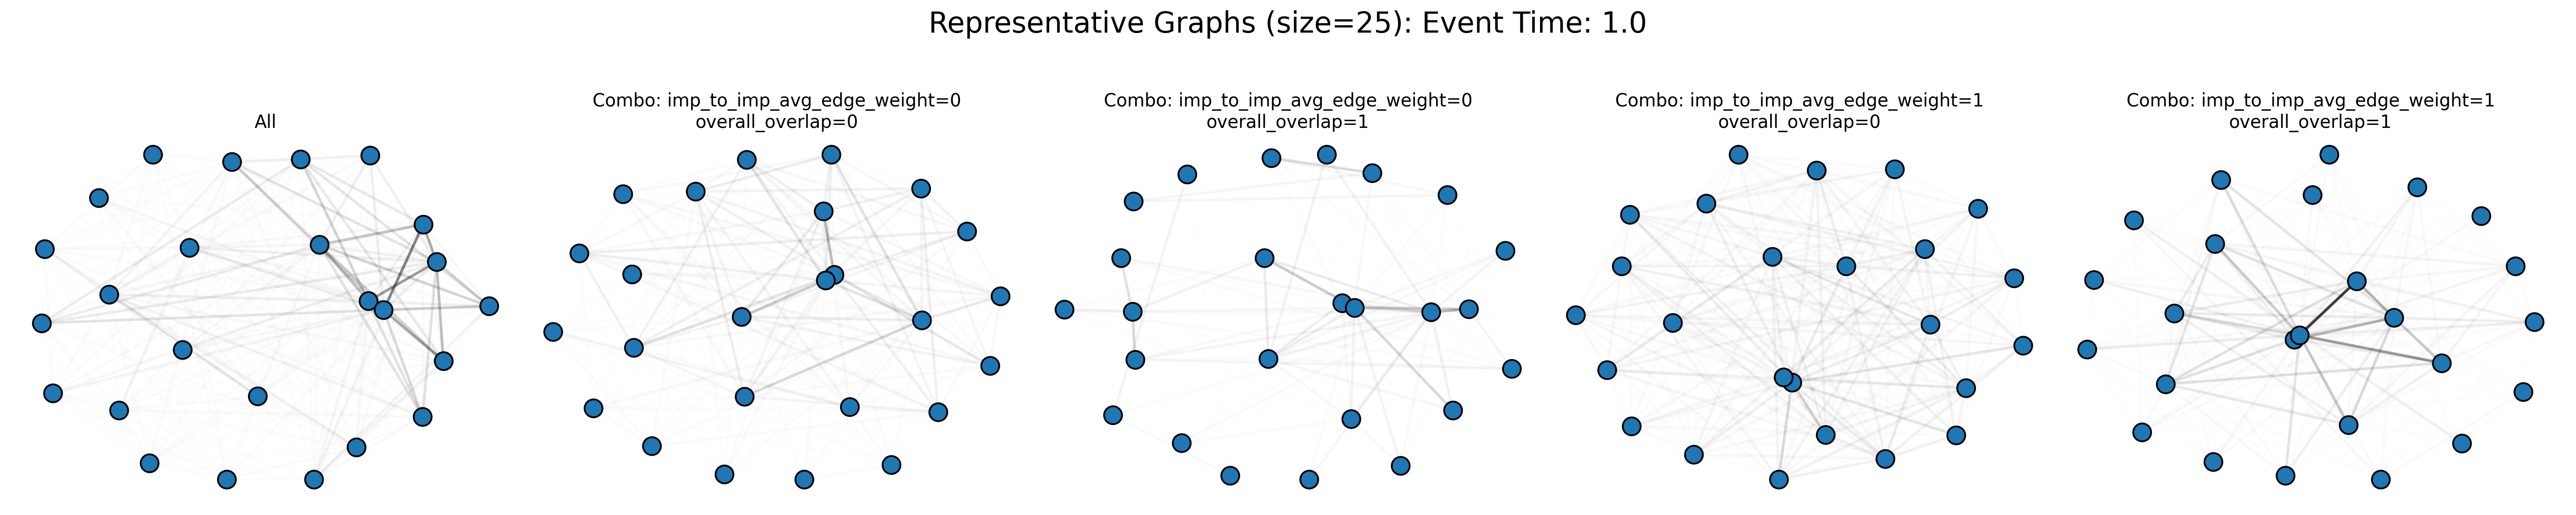 Representative Graphs (size=25): Event Time: 1.0
All
Combo: imp_to_imp_avg_edge_weight=0
overall_overlap=0
Combo: imp_to_imp_avg_edge_weight=0
overall_overlap=1
Combo: imp_to_imp_avg_edge_weight=1
overall_overlap=0
Combo: imp_to_imp_avg_edge_weight=1
overall_overlap=1